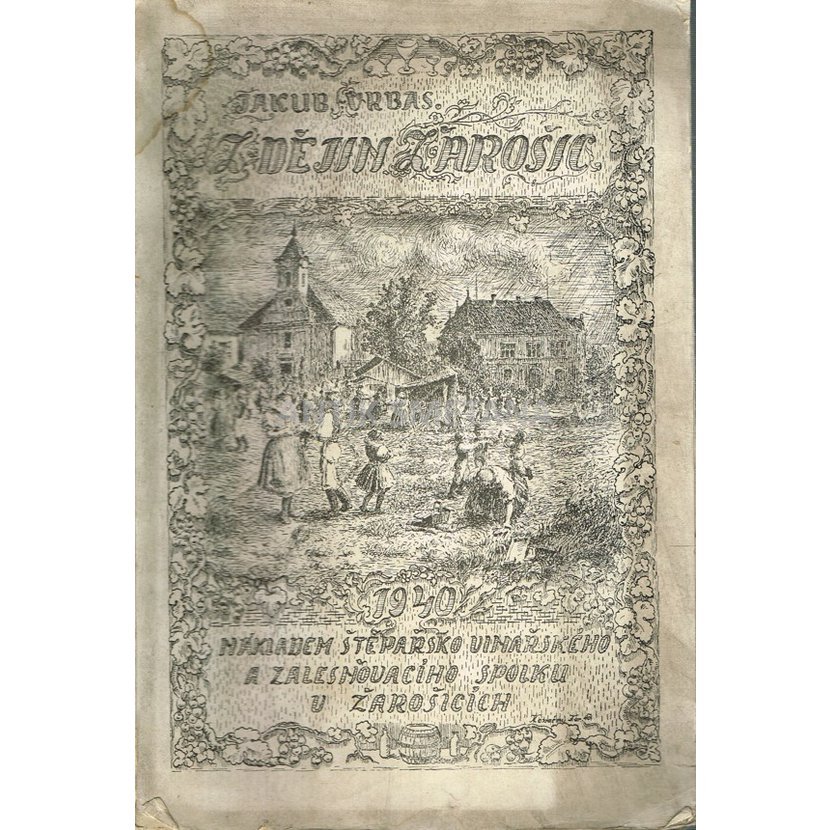 JAKUB VRBAS.
Z DĚJIN ŽAROŠIC
1940
NÁKLADEM ŠTĚPAŘSKO VINAŘSKÉHO
A ZALESŇOVACÍHO SPOLKU
V ŽAROŠICÍCH